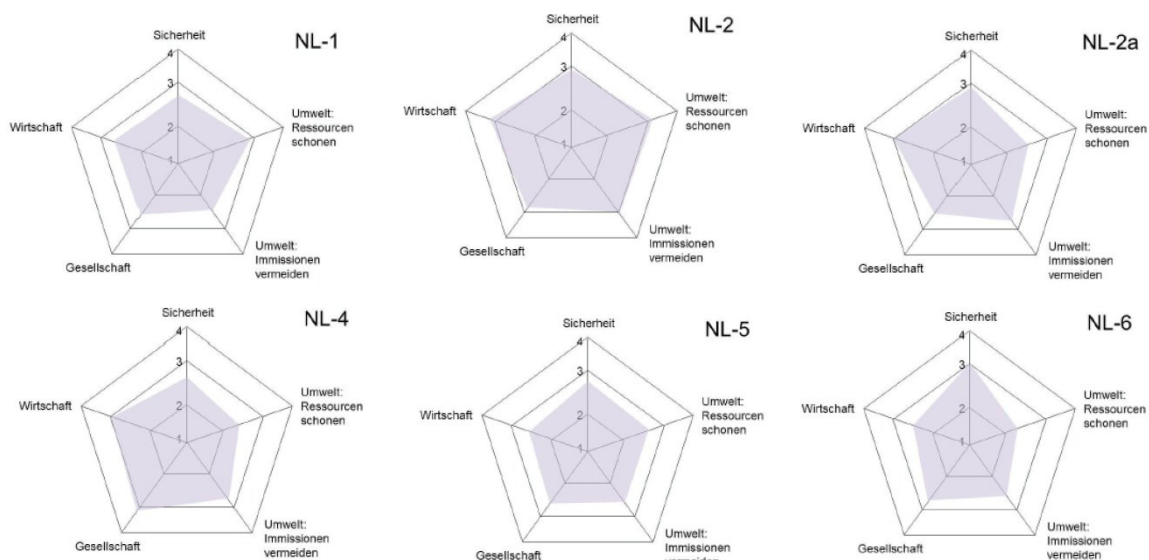 Sicherheit
NL-1
4
3
2
1
Wirtschaft
Umwelt:
Ressourcen
schonen
Gesellschaft
Umwelt:
Immissionen
vermeiden
Sicherheit
NL-2
4
3
2
1
Wirtschaft
Umwelt:
Ressourcen
schonen
Gesellschaft
Umwelt:
Immissionen
vermeiden
Sicherheit
NL-2a
4
3
2
1
Wirtschaft
Umwelt:
Ressourcen
schonen
Gesellschaft
Umwelt:
Immissionen
vermeiden
Sicherheit
NL-4
4
3
2
1
Wirtschaft
Umwelt:
Ressourcen
schonen
Gesellschaft
Umwelt:
Immissionen
vermeiden
Sicherheit
NL-5
4
3
2
1
Wirtschaft
Umwelt:
Ressourcen
schonen
Gesellschaft
Umwelt:
Immissionen
vermeiden
Sicherheit
NL-6
4
3
2
1
Wirtschaft
Umwelt:
Ressourcen
schonen
Gesellschaft
Umwelt:
Immissionen
vermeiden